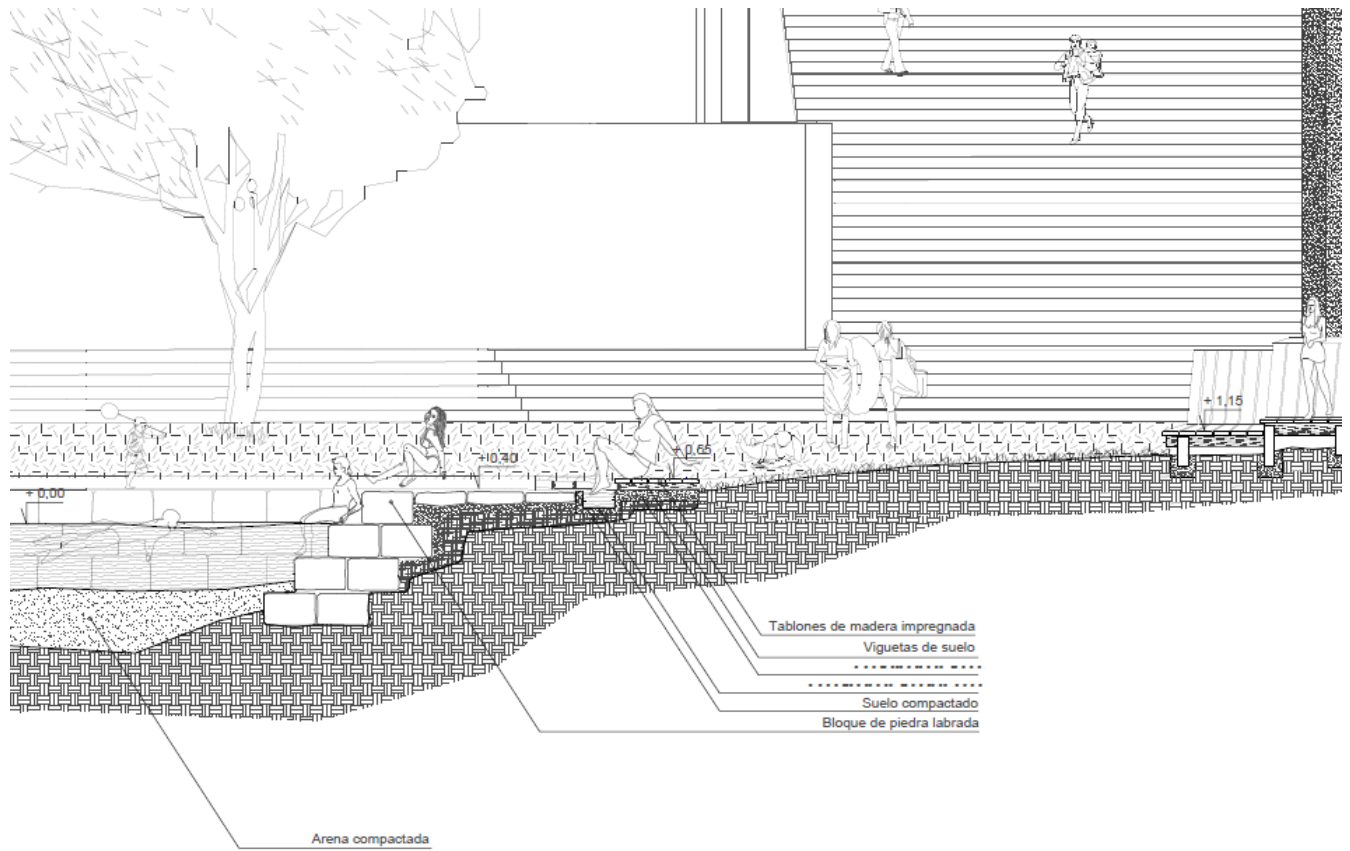 + 1,15
+ 0,40
+ 0,65
+ 0,00
Tablones de madera impregnada
Viguetas de suelo
Suelo compactado
Bloque de piedra labrada
Arena compactada